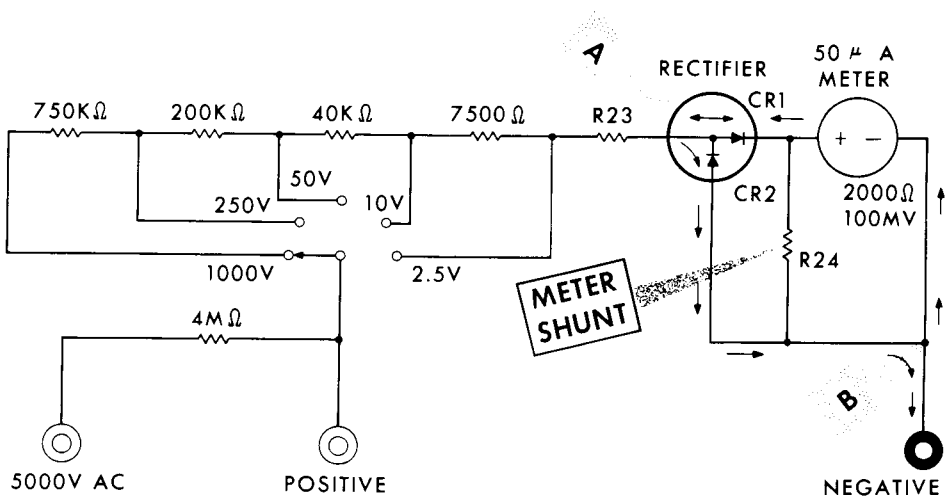 50 μ A
METER
RECTIFIER
A
CR1
750KΩ
200KΩ
40KΩ
7500Ω
R23
+ −
50V
10V
CR2
2000Ω
100MV
250V
1000V
2.5V
R24
METER
SHUNT
4MΩ
B
5000V AC
POSITIVE
NEGATIVE